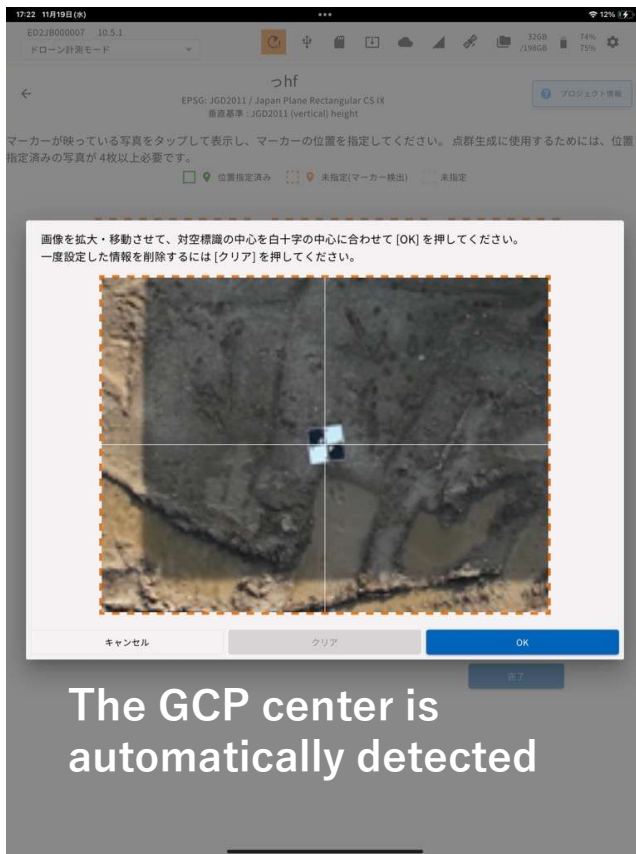 17:22 11月19日(水)
12%
ED2JB000007 10.5.1
ドローン計測モード
32GB
/198GB
74%
75%
っhf
EPSG: JGD2011 / Japan Plane Rectangular CS IX
垂直基準 : JGD2011 (vertical) height
プロジェクト情報
マーカーが映っている写真をタップして表示し、マーカーの位置を指定してください。 点群生成に使用するためには、位置
指定済みの写真が 4枚以上必要です。
位置指定済み 未指定(マーカー検出) 未指定
画像を拡大・移動させて、対空標識の中心を白十字の中心に合わせて [OK] を押してください。
一度設定した情報を削除するには [クリア] を押してください。
キャンセル クリア OK
完了
The GCP center is
automatically detected